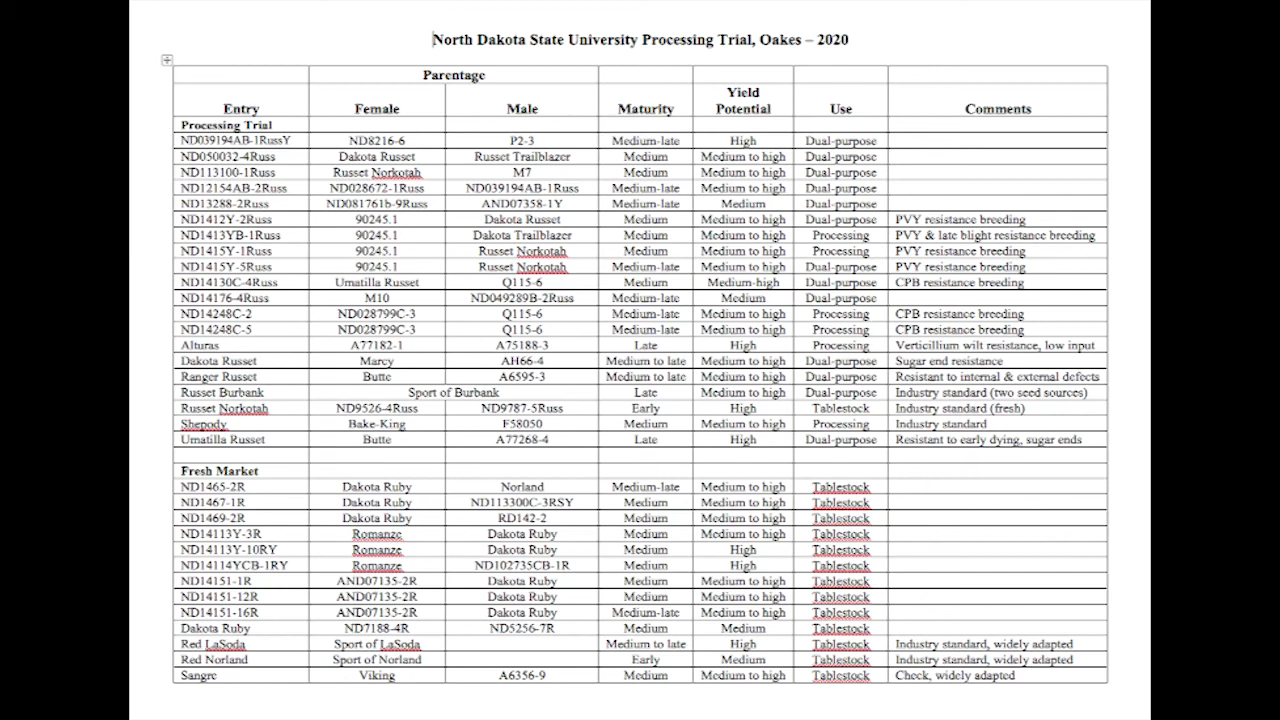 North Dakota State University Processing Trial, Oakes – 2020
Parentage
Entry Female Male Maturity Yield Potential Use Comments
Processing Trial
ND039194AB-1RussY ND8216-6 P2-3 Medium-late High Dual-purpose
ND050032-4Russ Dakota Russet Russet Trailblazer Medium Medium to high Dual-purpose
ND113100-1Russ Russet Norkotah M7 Medium Medium to high Dual-purpose
ND12154AB-2Russ ND028672-1Russ ND039194AB-1Russ Medium-late Medium to high Dual-purpose
ND13288-2Russ ND081761b-9Russ AND07358-1Y Medium-late Medium Dual-purpose
ND1412Y-2Russ 90245.1 Dakota Russet Medium Medium to high Dual-purpose PVY resistance breeding
ND1413YB-1Russ 90245.1 Dakota Trailblazer Medium Medium to high Processing PVY & late blight resistance breeding
ND1415Y-1Russ 90245.1 Russet Norkotah Medium Medium to high Processing PVY resistance breeding
ND1415Y-5Russ 90245.1 Russet Norkotah Medium-late Medium to high Dual-purpose PVY resistance breeding
ND14130C-4Russ Umatilla Russet Q115-6 Medium Medium-high Dual-purpose CPB resistance breeding
ND14176-4Russ M10 ND049289B-2Russ Medium-late Medium Dual-purpose
ND14248C-2 ND028799C-3 Q115-6 Medium-late Medium to high Processing CPB resistance breeding
ND14248C-5 ND028799C-3 Q115-6 Medium-late Medium to high Processing CPB resistance breeding
Alturas A77182-1 A75188-3 Late High Processing Verticillium wilt resistance, low input
Dakota Russet Marcy AH66-4 Medium to late Medium to high Dual-purpose Sugar end resistance
Ranger Russet Butte A6595-3 Medium to late Medium to high Dual-purpose Resistant to internal & external defects
Russet Burbank Sport of Burbank Late Medium to high Dual-purpose Industry standard (two seed sources)
Russet Norkotah ND9526-4Russ ND9787-5Russ Early High Tablestock Industry standard (fresh)
Shepody Bake-King F58050 Medium Medium to high Processing Industry standard
Umatilla Russet Butte A77268-4 Late High Dual-purpose Resistant to early dying, sugar ends
Fresh Market
ND1465-2R Dakota Ruby Norland Medium-late Medium to high Tablestock
ND1467-1R Dakota Ruby ND113300C-3RSY Medium Medium to high Tablestock
ND1469-2R Dakota Ruby RD142-2 Medium Medium to high Tablestock
ND14113Y-3R Romanze Dakota Ruby Medium Medium to high Tablestock
ND14113Y-10RY Romanze Dakota Ruby Medium High Tablestock
ND14114YCB-1RY Romanze ND102735CB-1R Medium High Tablestock
ND14151-1R AND07135-2R Dakota Ruby Medium Medium to high Tablestock
ND14151-12R AND07135-2R Dakota Ruby Medium Medium to high Tablestock
ND14151-16R AND07135-2R Dakota Ruby Medium-late Medium to high Tablestock
Dakota Ruby ND7188-4R ND5256-7R Medium Medium Tablestock
Red LaSoda Sport of LaSoda Medium to late High Tablestock Industry standard, widely adapted
Red Norland Sport of Norland Early Medium Tablestock Industry standard, widely adapted
Sangre Viking A6356-9 Medium Medium to high Tablestock Check, widely adapted